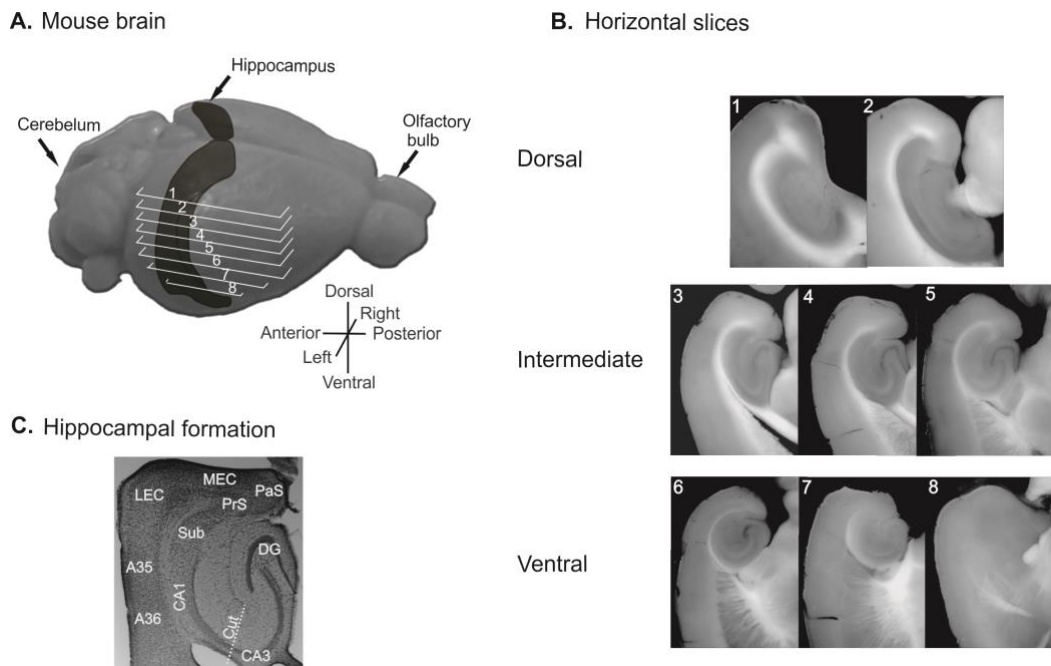 A. Mouse brain
Hippocampus
Cerebelum
Olfactory
bulb
1
2
3
4
5
6
7
8
Dorsal
Right
Anterior
Posterior
Left
Ventral
B. Horizontal slices
Dorsal
1
2
Intermediate
3
4
5
Ventral
6
7
8
C. Hippocampal formation
MEC
LEC
PaS
PrS
Sub
DG
A35
CA1
A36
Cut
CA3